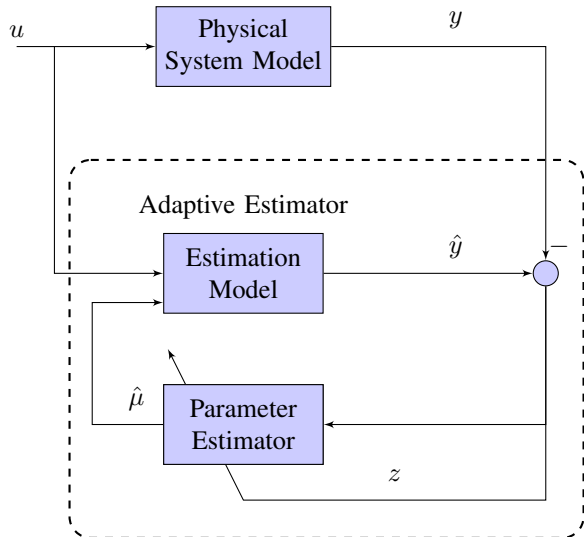 u
Physical
System Model
y
Adaptive Estimator
−
Estimation
Model
ŷ
μ̂
Parameter
Estimator
z